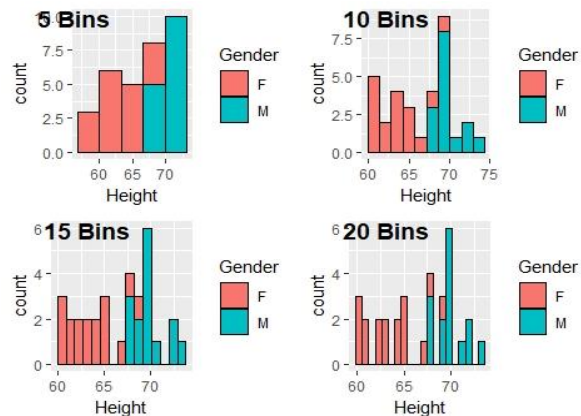 5 Bins
10.0
7.5
5.0
2.5
0.0
count
60 65 70
Height
Gender
F
M
10 Bins
7.5
5.0
2.5
0.0
count
60 65 70 75
Height
Gender
F
M
15 Bins
6
4
2
0
count
60 65 70
Height
Gender
F
M
20 Bins
6
4
2
0
count
60 65 70
Height
Gender
F
M